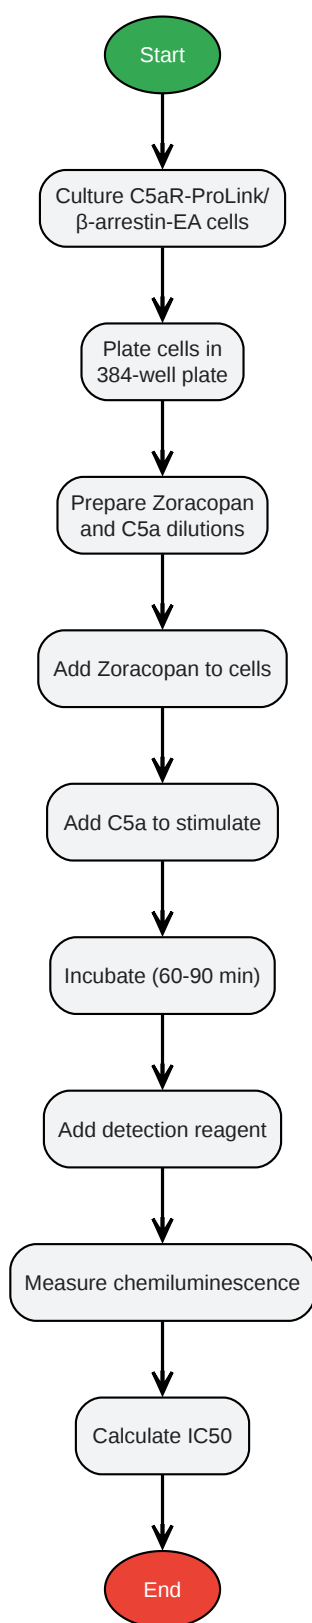 Start
Culture C5aR-ProLink/
β-arrestin-EA cells
Plate cells in
384-well plate
Prepare Zoracopan
and C5a dilutions
Add Zoracopan to cells
Add C5a to stimulate
Incubate (60-90 min)
Add detection reagent
Measure chemiluminescence
Calculate IC50
End